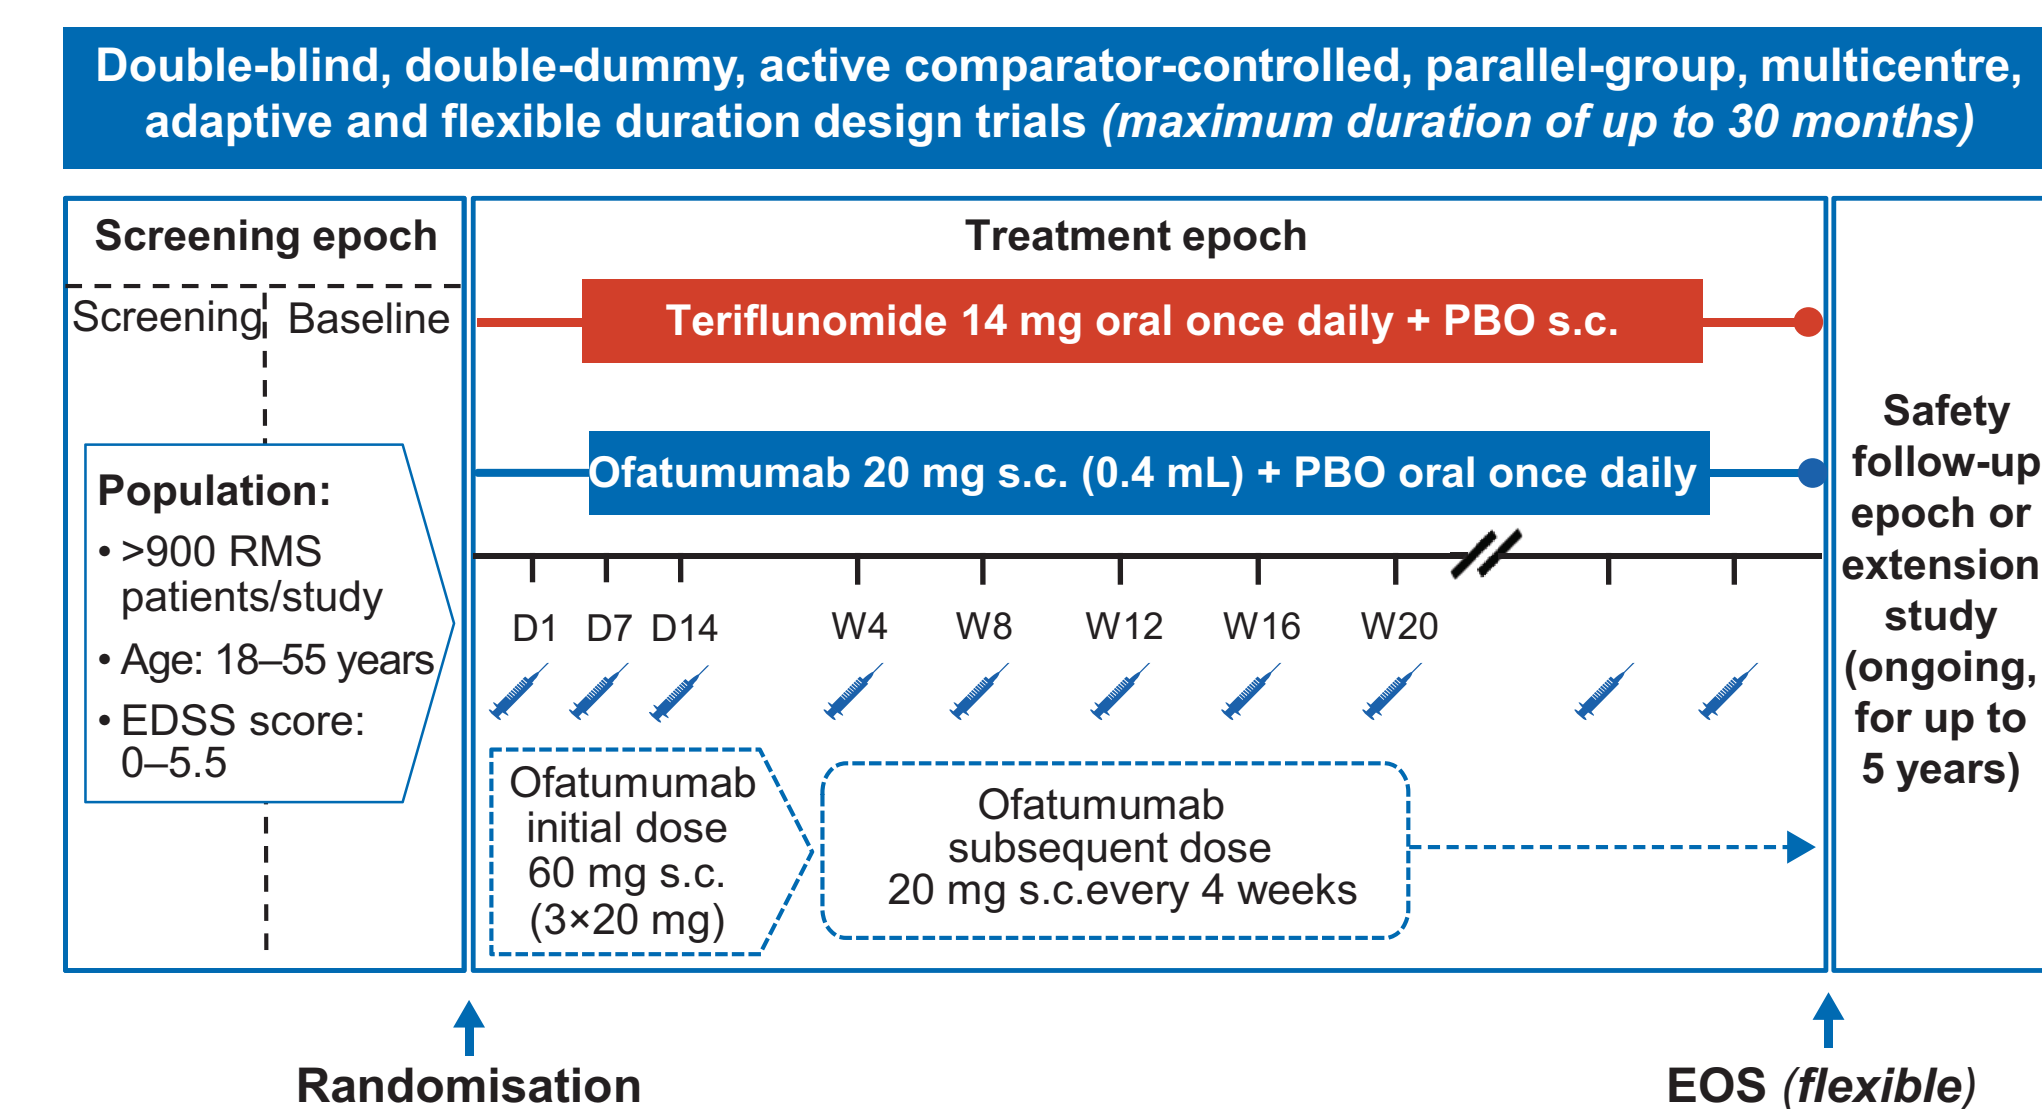 Double-blind, double-dummy, active comparator-controlled, parallel-group, multicentre,
adaptive and flexible duration design trials (maximum duration of up to 30 months)
Screening epoch
Screening
Baseline
Population:
• >900 RMS
patients/study
• Age: 18–55 years
• EDSS score:
0–5.5
Treatment epoch
Teriflunomide 14 mg oral once daily + PBO s.c.
Ofatumumab 20 mg s.c. (0.4 mL) + PBO oral once daily
D1 D7 D14 W4 W8 W12 W16 W20
Ofatumumab
initial dose
60 mg s.c.
(3×20 mg)
Ofatumumab
subsequent dose
20 mg s.c.every 4 weeks
Safety
follow-up
epoch or
extension
study
(ongoing,
for up to
5 years)
Randomisation
EOS (flexible)